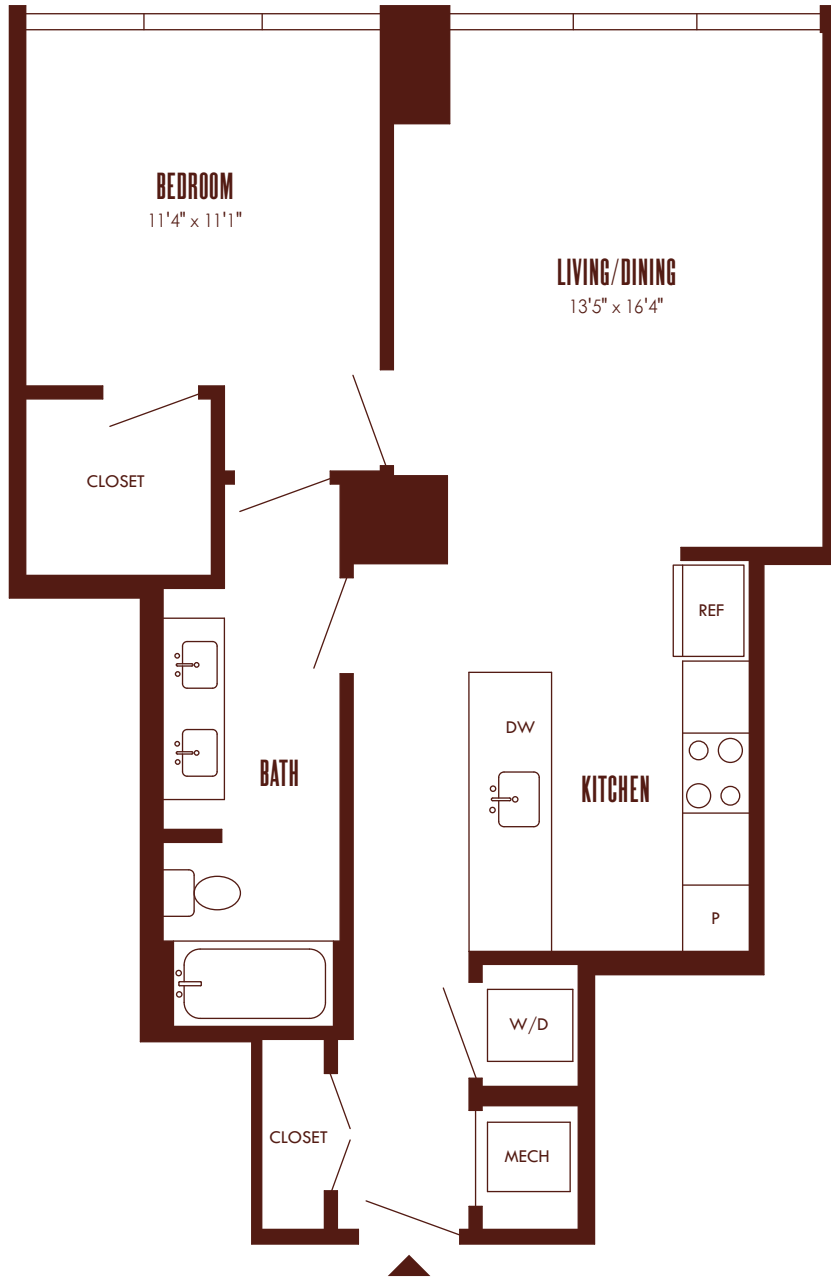 BEDROOM
11'4" x 11'1"
LIVING/DINING
13'5" x 16'4"
CLOSET
REF
DW
BATH
KITCHEN
P
W/D
CLOSET
MECH